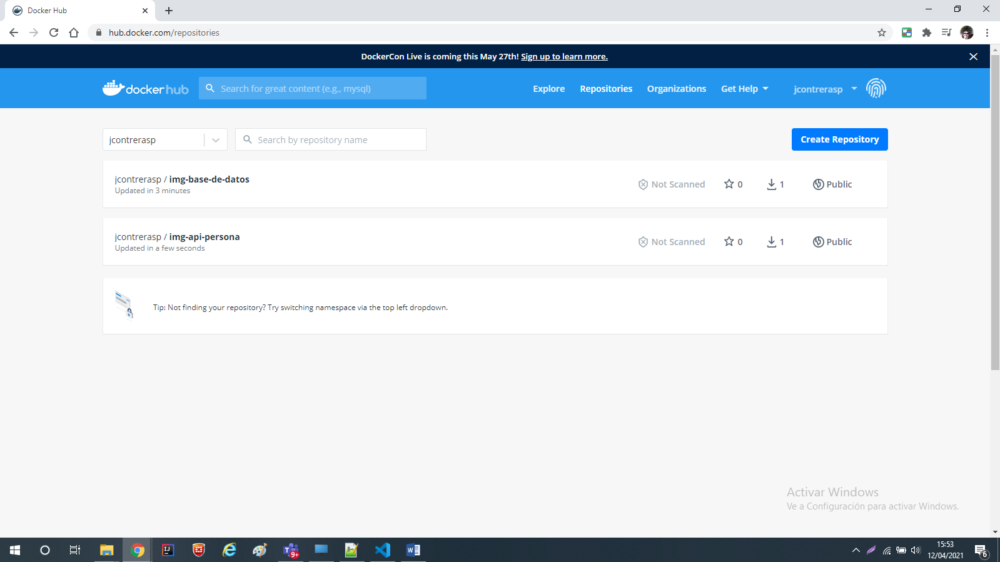 Docker Hub
hub.docker.com/repositories
DockerCon Live is coming this May 27th! Sign up to learn more.
docker hub
Search for great content (e.g., mysql)
Explore
Repositories
Organizations
Get Help
jcontrerasp
jcontrerasp
Search by repository name
Create Repository
jcontrerasp / img-base-de-datos
Updated in 3 minutes
Not Scanned
0
1
Public
jcontrerasp / img-api-persona
Updated in a few seconds
Not Scanned
0
1
Public
Tip: Not finding your repository? Try switching namespace via the top left dropdown.
Activar Windows
Ve a Configuración para activar Windows.
IJ
T
9+
W
15:53
12/04/2021
6